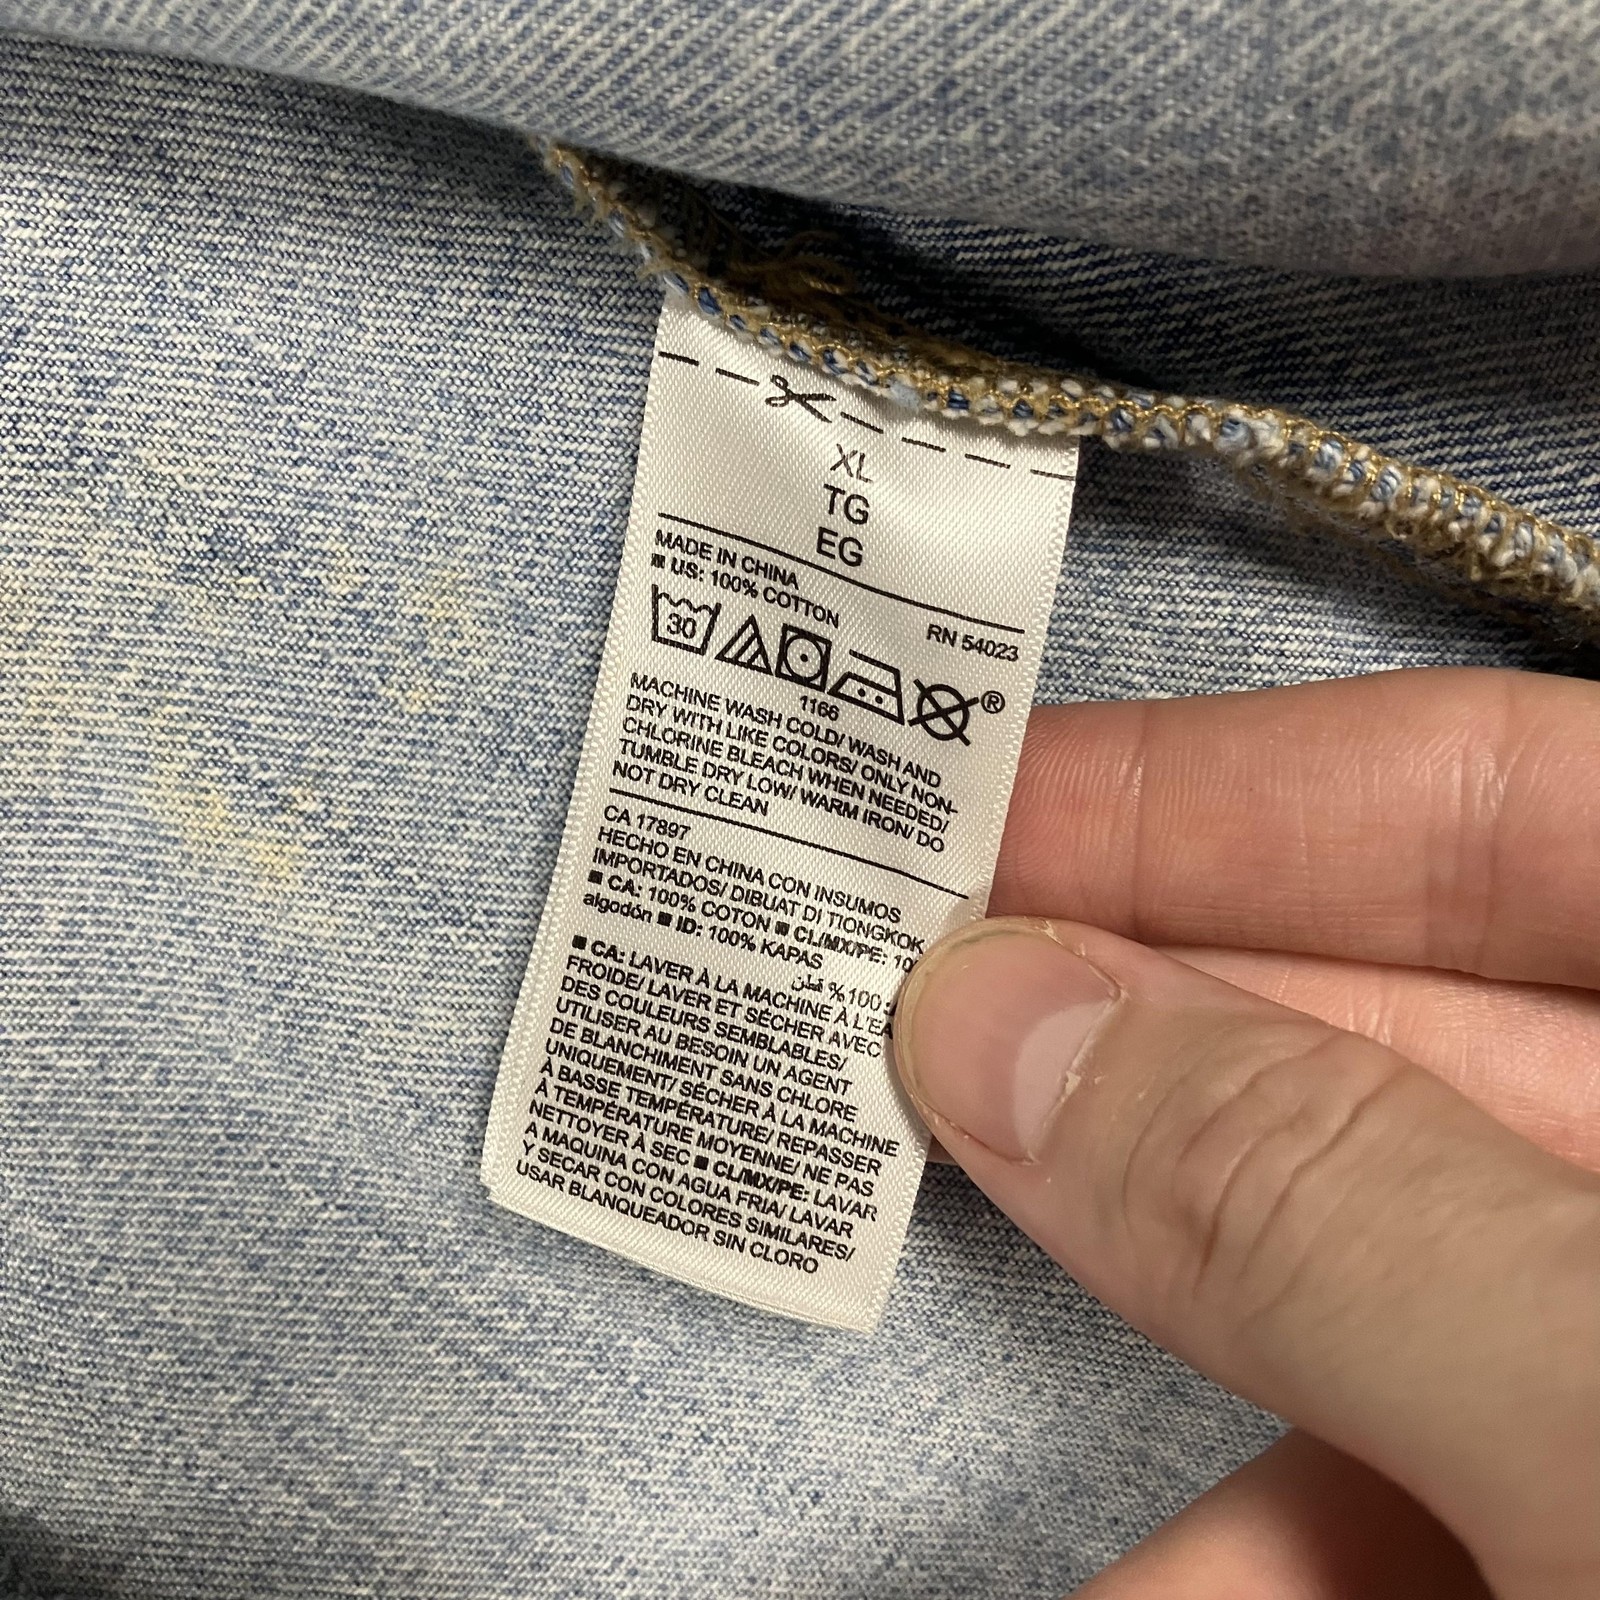 XL
TG
EG
MADE IN CHINA
■ US: 100% COTTON
RN 54023
30
®
1166
MACHINE WASH COLD/ WASH AND
DRY WITH LIKE COLORS/ ONLY NON-
CHLORINE BLEACH WHEN NEEDED/
TUMBLE DRY LOW/ WARM IRON/ DO
NOT DRY CLEAN
CA 17897
HECHO EN CHINA CON INSUMOS
IMPORTADOS/ DIBUAT DI TIONGKOK
■ CA: 100% COTON ■ CL/MX/PE: 10
algodón ■ ID: 100% KAPAS
%100 قطن
■ CA: LAVER À LA MACHINE À L'EA
FROIDE/ LAVER ET SÉCHER AVEC
DES COULEURS SEMBLABLES/
UTILISER AU BESOIN UN AGENT
DE BLANCHIMENT SANS CHLORE
UNIQUEMENT/ SÉCHER À LA MACHINE
À BASSE TEMPÉRATURE/ REPASSER
À TEMPÉRATURE MOYENNE/ NE PAS
NETTOYER À SEC ■ CL/MX/PE: LAVAR
A MAQUINA CON AGUA FRIA/ LAVAR
Y SECAR CON COLORES SIMILARES/
USAR BLANQUEADOR SIN CLORO